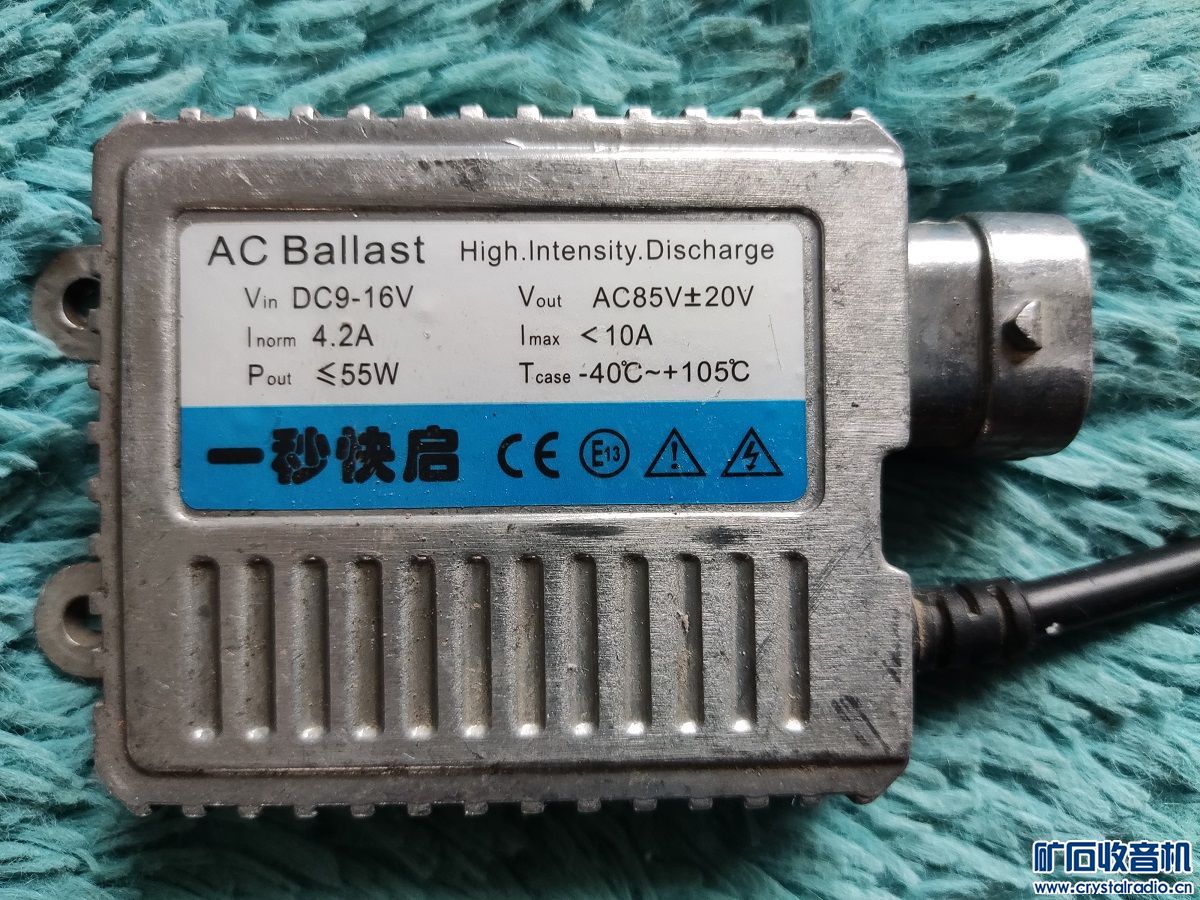 AC Ballast High.Intensity.Discharge
Vin DC9-16V Vout AC85V±20V
Inorm 4.2A Imax <10A
Pout ≤55W Tcase -40℃~+105℃
一秒快启 CE E13
矿石收音机
www.crystalradio.cn